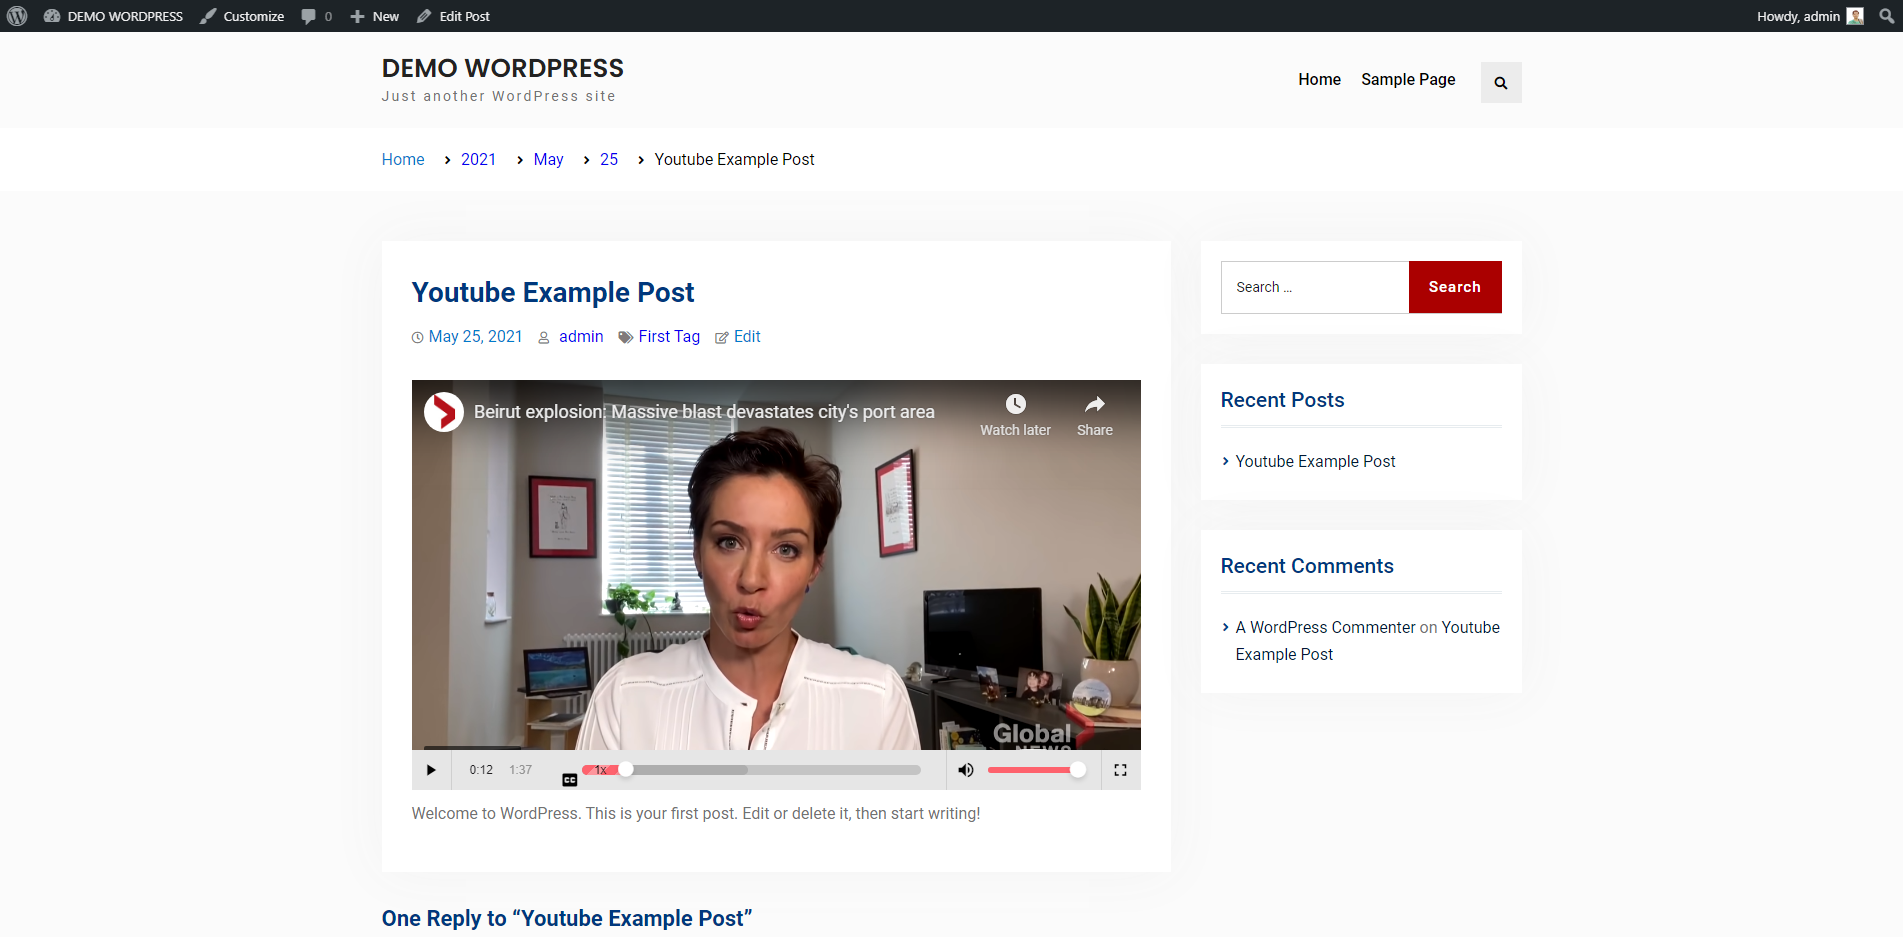 DEMO WORDPRESS Customize 0 New Edit Post Howdy, admin
DEMO WORDPRESS
Just another WordPress site
Home Sample Page
Home 2021 May 25 Youtube Example Post
Youtube Example Post
May 25, 2021 admin First Tag Edit
Beirut explosion: Massive blast devastates city's port area
Watch later Share
Global
NEWS
0:12 1:37 CC 1x
Welcome to WordPress. This is your first post. Edit or delete it, then start writing!
One Reply to “Youtube Example Post”
Search ... Search
Recent Posts
Youtube Example Post
Recent Comments
A WordPress Commenter on Youtube
Example Post